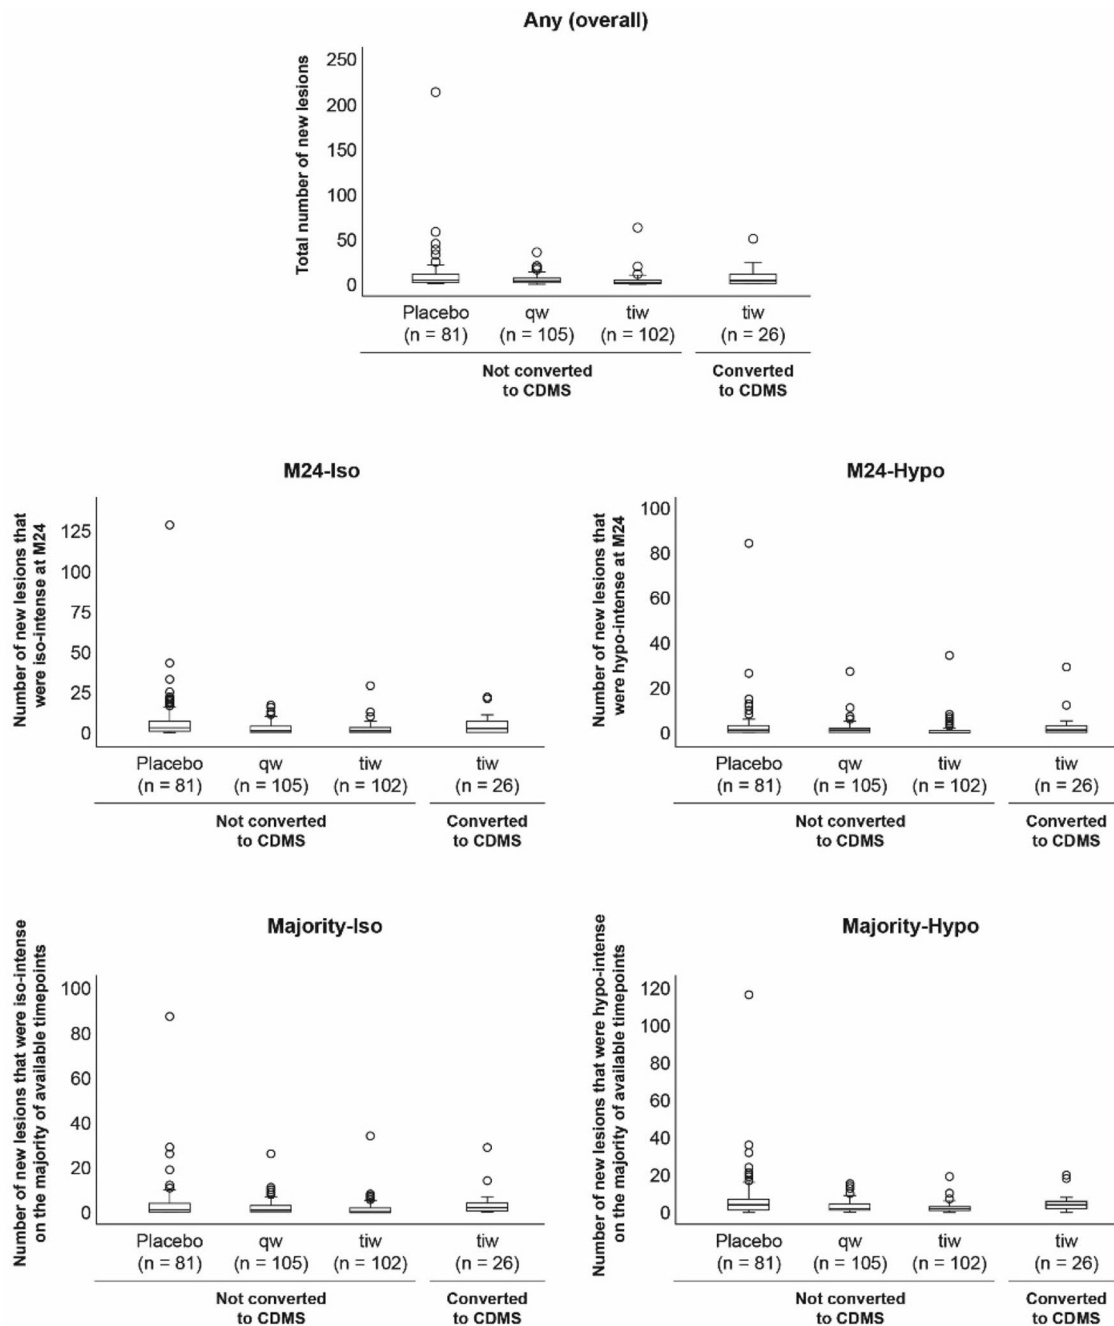 Any (overall)
Total number of new lesions
250
200
150
100
50
0
Placebo qw tiw tiw
(n = 81) (n = 105) (n = 102) (n = 26)
Not converted Converted
to CDMS to CDMS
M24-Iso
Number of new lesions that
were iso-intense at M24
125
100
75
50
25
0
Placebo qw tiw tiw
(n = 81) (n = 105) (n = 102) (n = 26)
Not converted Converted
to CDMS to CDMS
M24-Hypo
Number of new lesions that
were hypo-intense at M24
100
80
60
40
20
0
Placebo qw tiw tiw
(n = 81) (n = 105) (n = 102) (n = 26)
Not converted Converted
to CDMS to CDMS
Majority-Iso
Number of new lesions that were iso-intense
on the majority of available timepoints
100
80
60
40
20
0
Placebo qw tiw tiw
(n = 81) (n = 105) (n = 102) (n = 26)
Not converted Converted
to CDMS to CDMS
Majority-Hypo
Number of new lesions that were hypo-intense
on the majority of available timepoints
120
100
80
60
40
20
0
Placebo qw tiw tiw
(n = 81) (n = 105) (n = 102) (n = 26)
Not converted Converted
to CDMS to CDMS